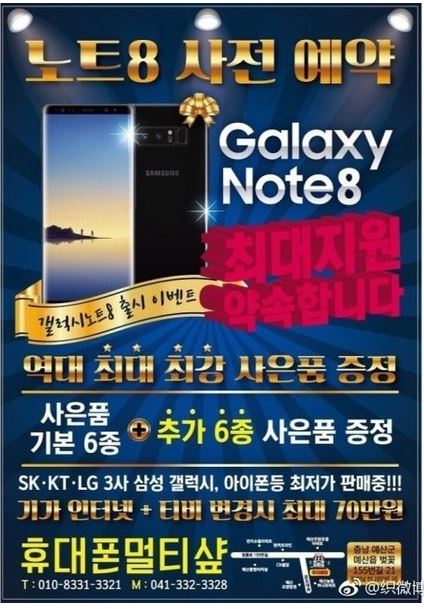 노트8 사전 예약
SAMSUNG
Galaxy
Note8
최대지원
약속합니다
갤럭시노트8 출시 이벤트
역대 최대 최강 사은품 증정
사은품
기본 6종
+
추가 6종 사은품 증정
SK·KT·LG 3사 삼성 갤럭시, 아이폰등 최저가 판매중!!!
기가 인터넷 + 티비 변경시 최대 70만원
휴대폰멀티샾
T : 010-8331-3321 M : 041-332-3328
충남 예산군
예산읍 벚꽃
155번길 21
@织微博